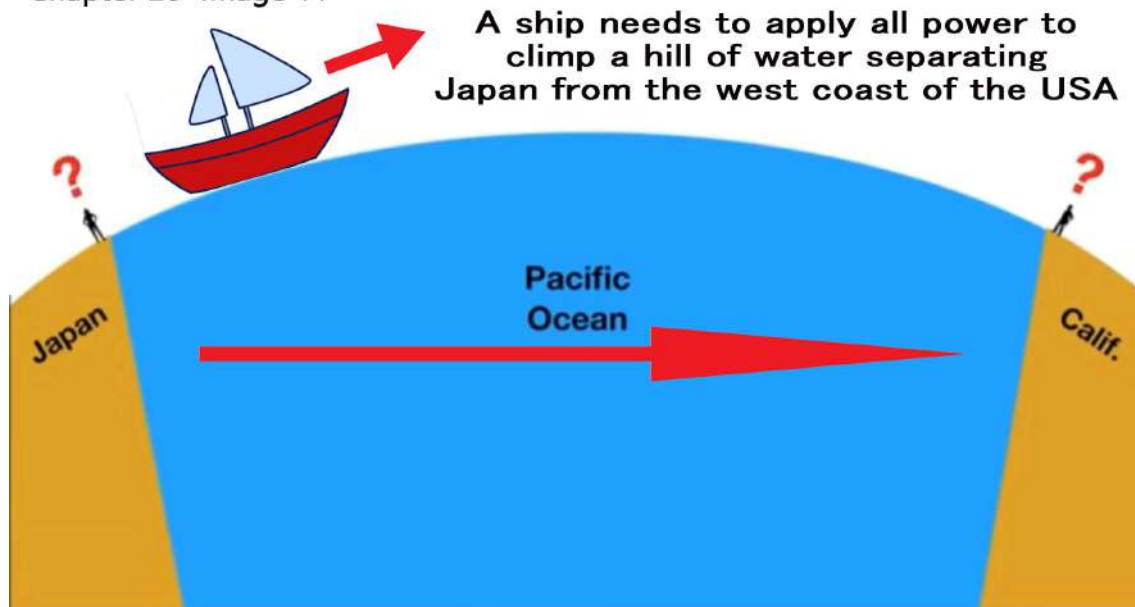 A ship needs to apply all power to
climp a hill of water separating
Japan from the west coast of the USA
?
?
Pacific
Ocean
Japan
Calif.